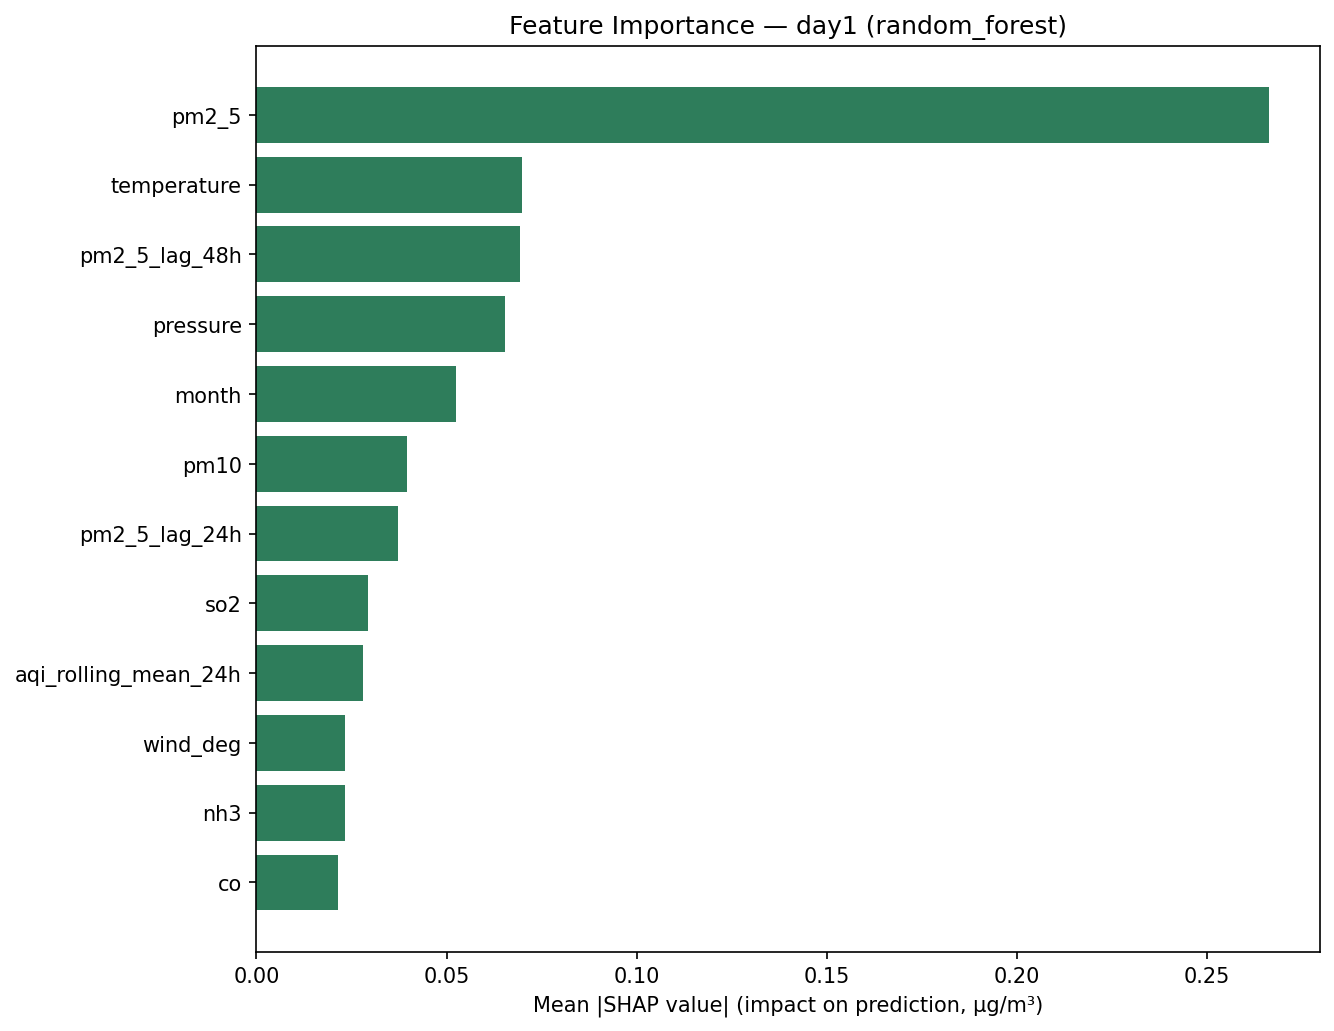 Feature Importance — day1 (random_forest)
pm2_5
temperature
pm2_5_lag_48h
pressure
month
pm10
pm2_5_lag_24h
so2
aqi_rolling_mean_24h
wind_deg
nh3
co
0.00 0.05 0.10 0.15 0.20 0.25
Mean |SHAP value| (impact on prediction, µg/m³)